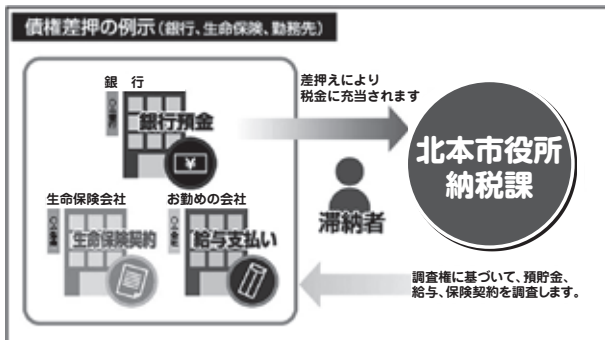 債権差押の例示(銀行、生命保険、勤務先)
銀 行
銀行預金
¥
差押えにより
税金に充当されます
北本市役所
納税課
生命保険会社
お勤めの会社
滞納者
生命保険契約
給与支払い
調査権に基づいて、預貯金、
給与、保険契約を調査します。